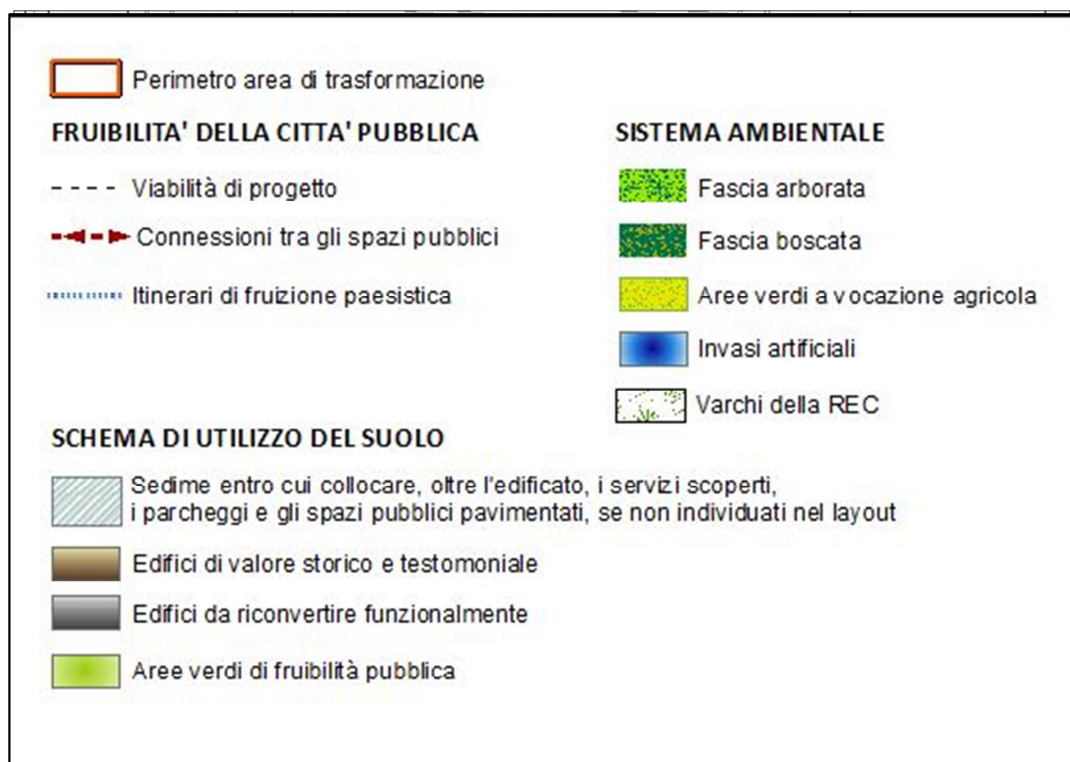 Perimetro area di trasformazione
FRUIBILITA' DELLA CITTA' PUBBLICA
Viabilità di progetto
Connessioni tra gli spazi pubblici
Itinerari di fruizione paesistica
SISTEMA AMBIENTALE
Fascia arborata
Fascia boscata
Aree verdi a vocazione agricola
Invasi artificiali
Varchi della REC
SCHEMA DI UTILIZZO DEL SUOLO
Sedime entro cui collocare, oltre l'edificato, i servizi scoperti,
i parcheggi e gli spazi pubblici pavimentati, se non individuati nel layout
Edifici di valore storico e testomoniale
Edifici da riconvertire funzionalmente
Aree verdi di fruibilità pubblica